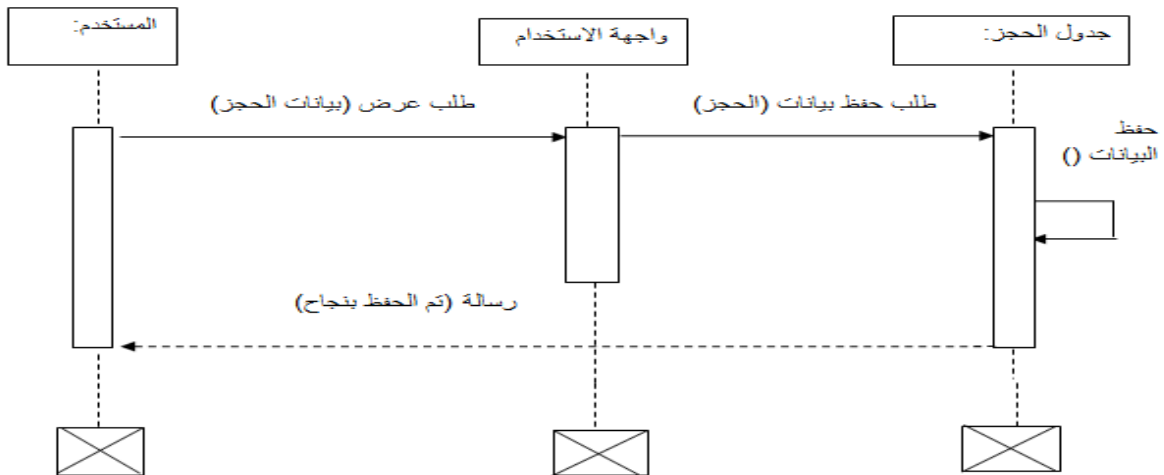 المستخدم:
واجهة الاستخدام
جدول الحجز:
طلب عرض (بيانات الحجز)
طلب حفظ بيانات (الحجز)
حفظ
البيانات ()
رسالة (تم الحفظ بنجاح)